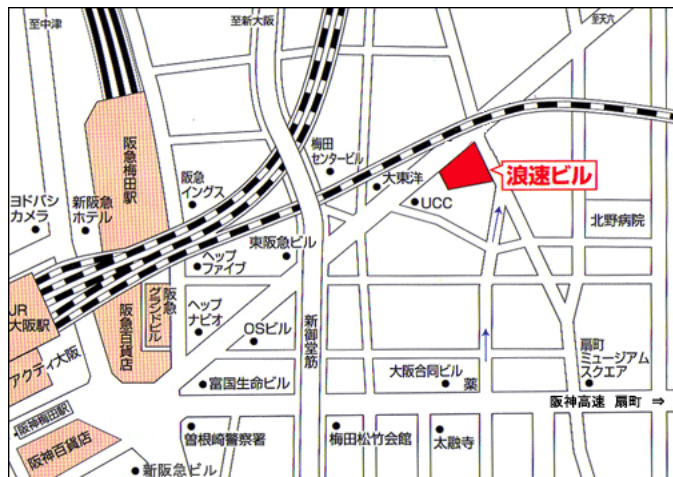 至中津
至新大阪
至天六
阪急梅田駅
阪急
イングス
梅田
センタービル
大東洋
UCC
浪速ビル
北野病院
ヨドバシ
カメラ
新阪急
ホテル
東阪急ビル
ヘップ
ファイブ
JR
大阪駅
阪急百貨店
阪急
グランドビル
ヘップ
ナビオ
OSビル
新御堂筋
アクティ大阪
富国生命ビル
大阪合同ビル
薬
扇町
ミュージアム
スクエア
阪神高速 扇町 ⇒
阪神梅田駅
阪神百貨店
曽根崎警察署
梅田松竹会館
太融寺
新阪急ビル